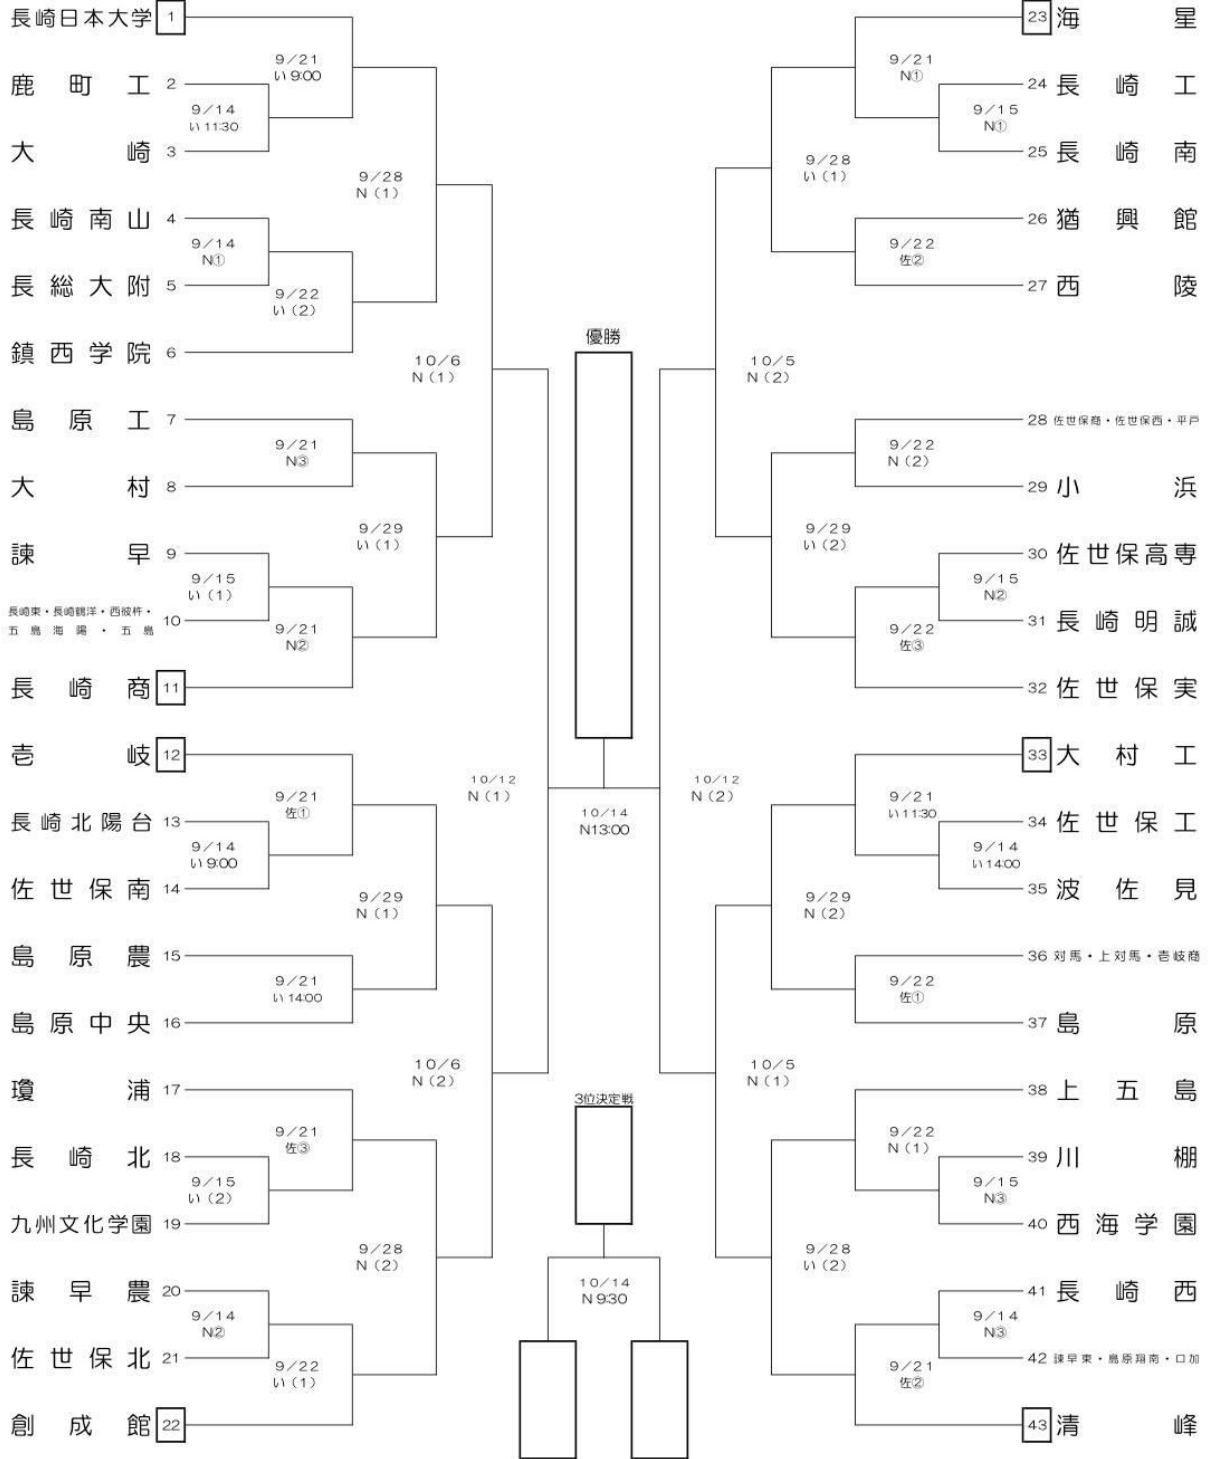 長崎日本大学 1
9/21
い 9:00
鹿町工 2
9/14
い 11:30
大崎 3
9/28
N (1)
長崎南山 4
9/14
N①
長総大附 5
9/22
い (2)
鎮西学院 6
10/6
N (1)
島原工 7
9/21
N③
大村 8
9/29
い (1)
諫早 9
9/15
い (1)
長崎東・長崎鶴洋・西彼杵・
五島海陽・五島 10
9/21
N②
長崎商 11
壱岐 12
10/12
N (1)
9/21
佐①
長崎北陽台 13
9/14
い 9:00
佐世保南 14
9/29
N (1)
島原農 15
9/21
い 14:00
島原中央 16
10/6
N (2)
瓊浦 17
9/21
佐③
長崎北 18
9/15
い (2)
九州文化学園 19
9/28
N (2)
諫早農 20
9/14
N②
佐世保北 21
9/22
い (1)
創成館 22
優勝
10/14
N13:00
3位決定戦
10/14
N 9:30
23 海星
9/21
N①
24 長崎工
9/15
N①
25 長崎南
9/28
い (1)
26 猶興館
9/22
佐②
27 西陵
10/5
N (2)
28 佐世保商・佐世保西・平戸
9/22
N (2)
29 小浜
9/29
い (2)
30 佐世保高専
9/15
N②
31 長崎明誠
9/22
佐③
32 佐世保実
33 大村工
10/12
N (2)
9/21
い 11:30
34 佐世保工
9/14
い 14:00
35 波佐見
9/29
N (2)
36 対馬・上対馬・壱岐商
9/22
佐①
37 島原
10/5
N (1)
38 上五島
9/22
N (1)
39 川棚
9/15
N③
40 西海学園
9/28
い (2)
41 長崎西
9/14
N③
42 諫早東・島原翔南・口加
9/21
佐②
43 清峰